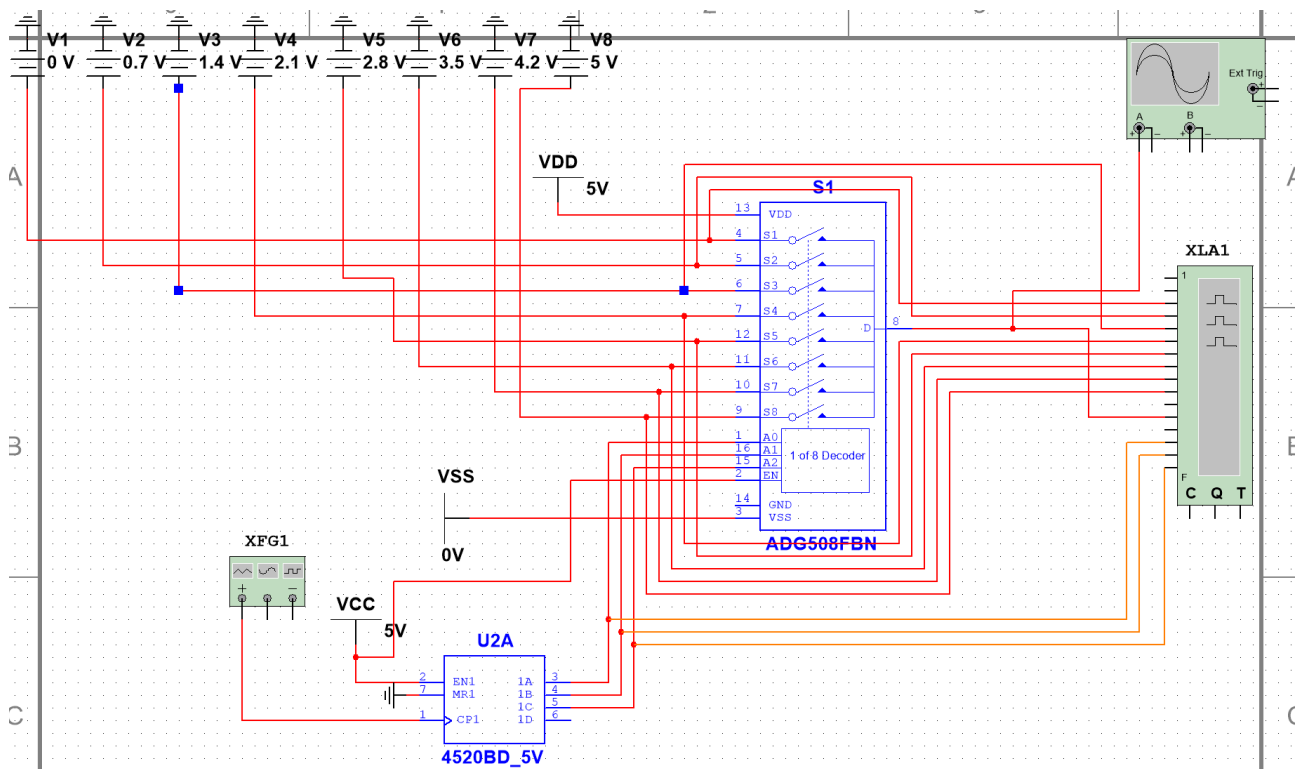 V1 V2 V3 V4 V5 V6 V7 V8
0 V 0.7 V 1.4 V 2.1 V 2.8 V 3.5 V 4.2 V 5 V
Ext Trig
+
A B
+ - + -
A
VDD
5V
S1
13 VDD
4 S1
5 S2
6 S3
7 S4
12 S5
11 S6
10 S7
9 S8
D 8
1 A0
16 A1
15 A2
2 EN
1 of 8 Decoder
14 GND
3 VSS
ADG508FBN
XLA1
1
F
C Q T
B
VSS
0V
XFG1
+ -
VCC
5V
U2A
2 EN1 1A 3
7 MR1 1B 4
1C 5
1 CP1 1D 6
4520BD_5V
C